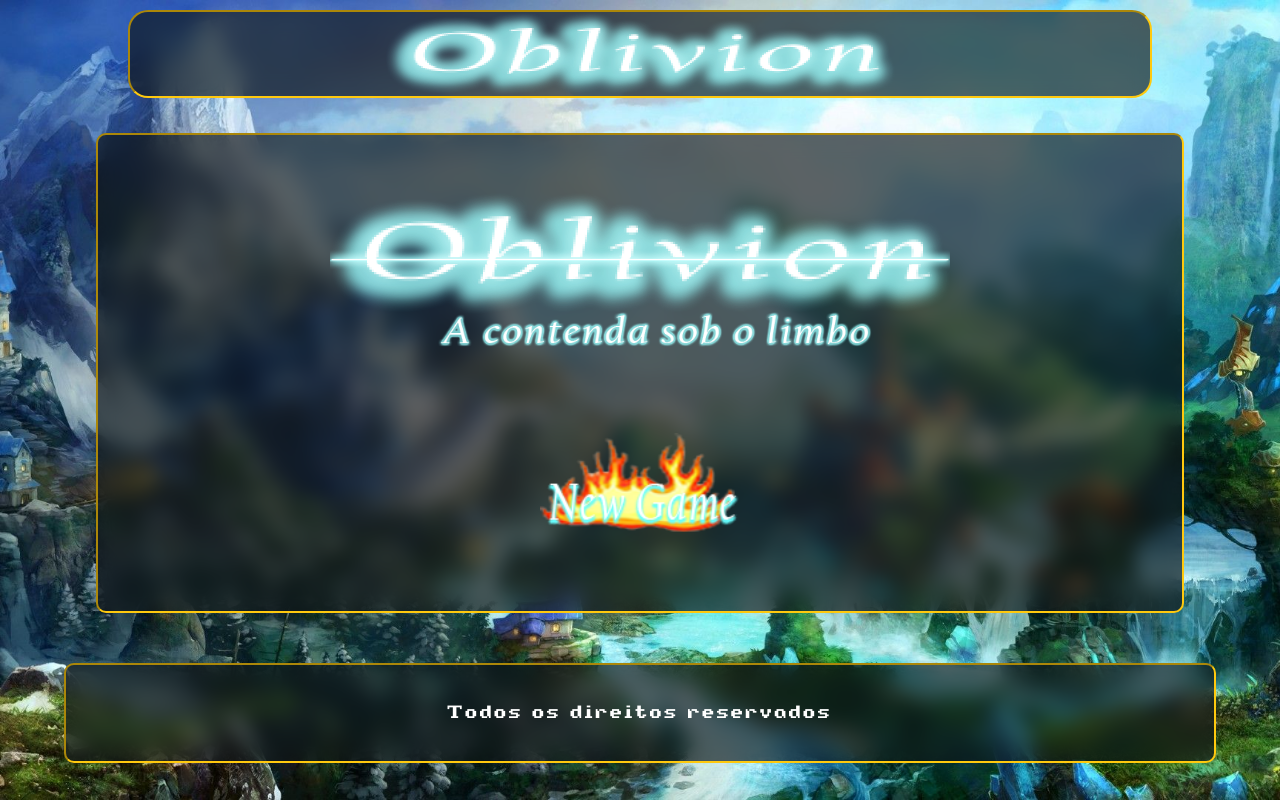 Oblivion
Oblivion
A contenda sob o limbo
New Game
Todos os direitos reservados